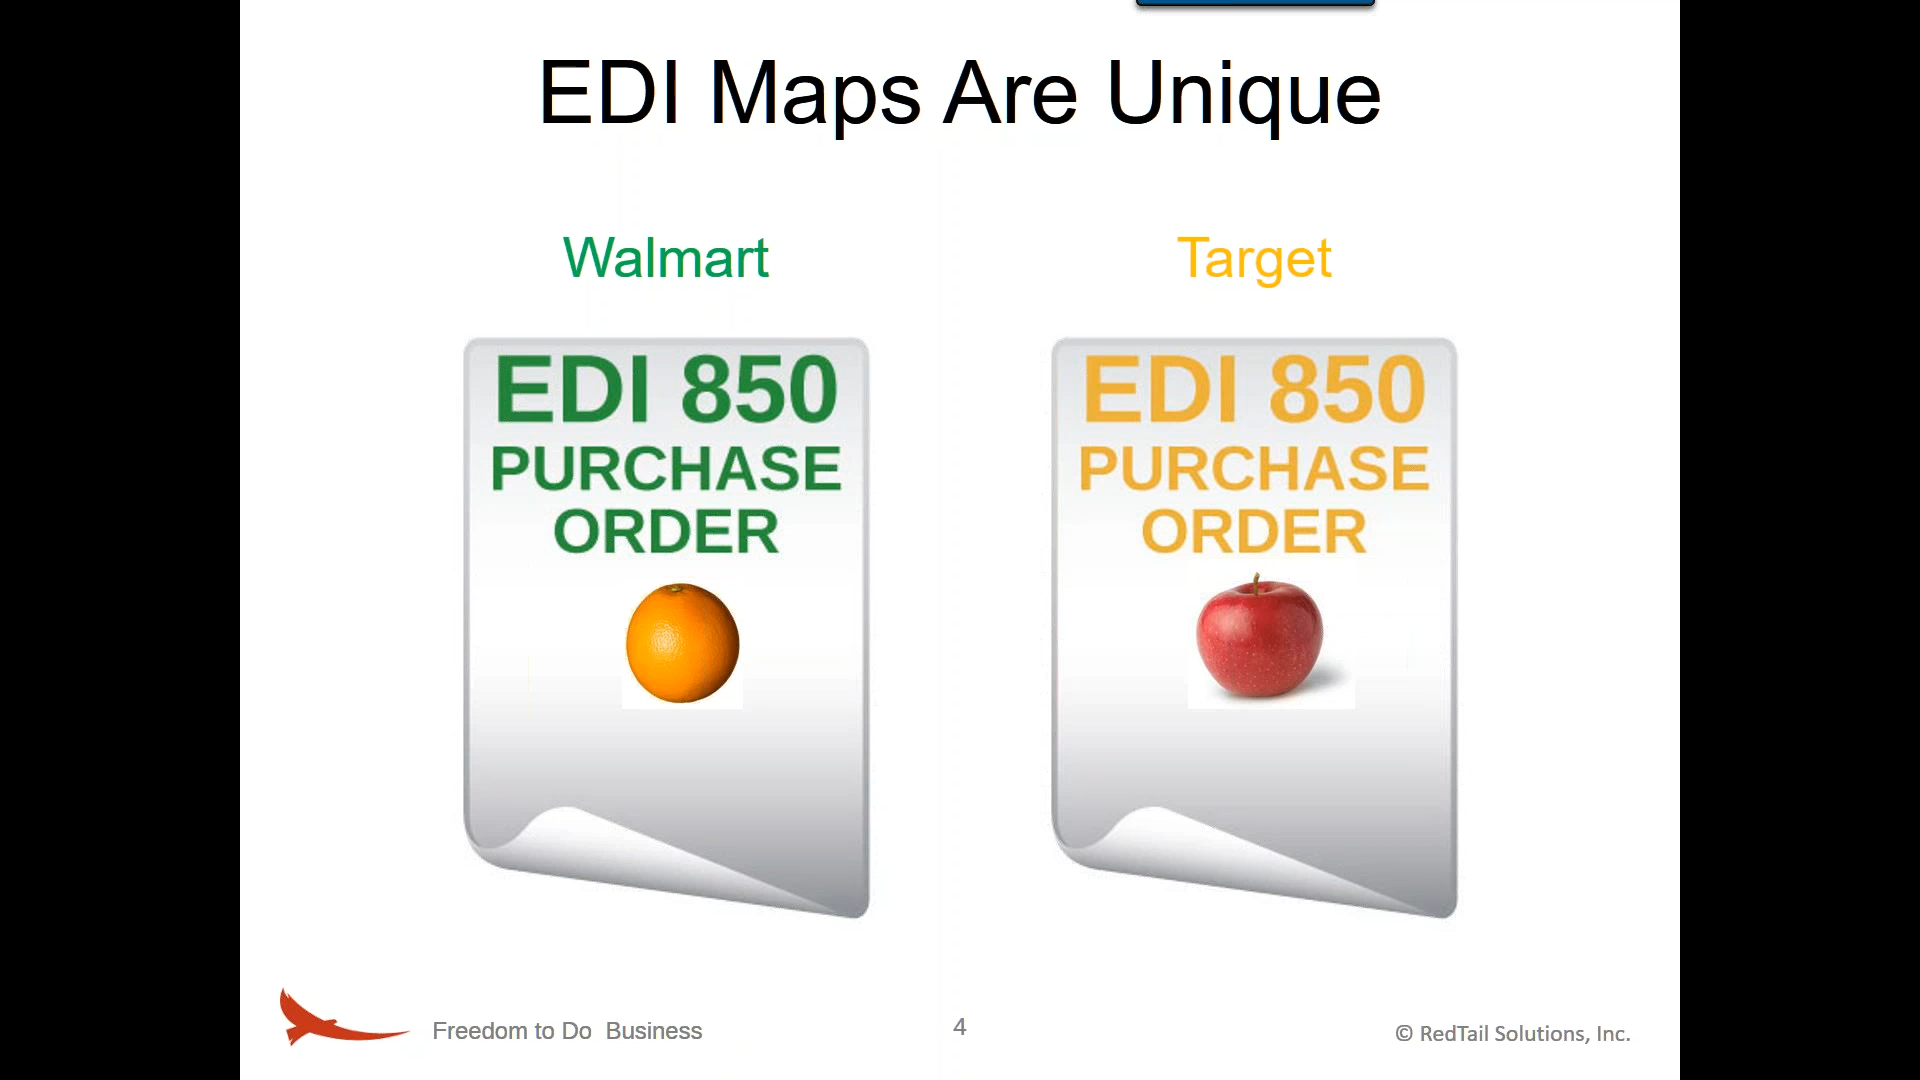 EDI Maps Are Unique
Walmart
Target
EDI 850
PURCHASE
ORDER
EDI 850
PURCHASE
ORDER
Freedom to Do  Business
4
© RedTail Solutions, Inc.